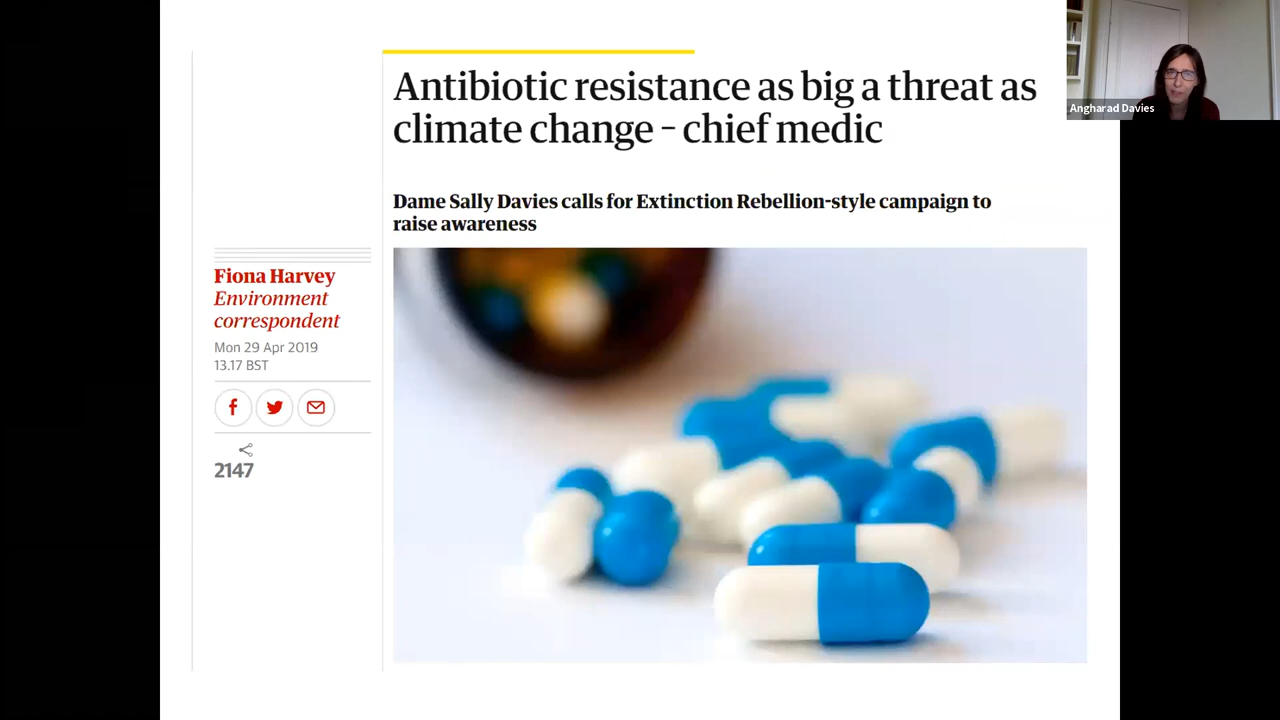 Antibiotic resistance as big a threat as
climate change – chief medic
Dame Sally Davies calls for Extinction Rebellion-style campaign to
raise awareness
Fiona Harvey
Environment
correspondent
Mon 29 Apr 2019
13.17 BST
2147
Angharad Davies